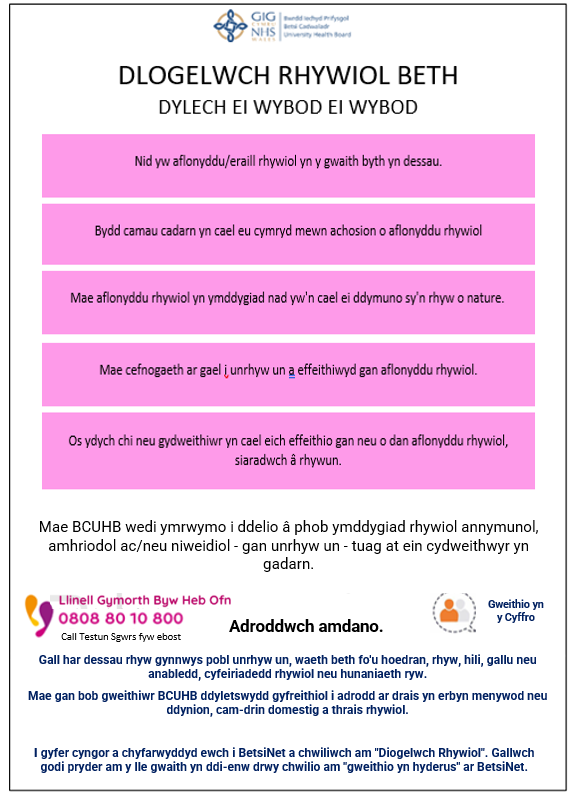 GIG
CYMRU
NHS
WALES
Bwrdd Iechyd Prifysgol
Betsi Cadwaladr
University Health Board
DLOGELWCH RHYWIOL BETH
DYLECH EI WYBOD EI WYBOD
Nid yw aflonyddu/eraill rhywiol yn y gwaith byth yn dessau.
Bydd camau cadarn yn cael eu cymryd mewn achosion o aflonyddu rhywiol
Mae aflonyddu rhywiol yn ymddygiad nad yw'n cael ei ddymuno sy'n rhyw o nature.
Mae cefnogaeth ar gael i unrhyw un a effeithiwyd gan aflonyddu rhywiol.
Os ydych chi neu gydweithiwr yn cael eich effeithio gan neu o dan aflonyddu rhywiol,
siaradwch â rhywun.
Mae BCUHB wedi ymrwymo i ddelio â phob ymddygiad rhywiol annymunol,
amhriodol ac/neu niweidiol - gan unrhyw un - tuag at ein cydweithwyr yn
gadarn.
Llinell Gymorth Byw Heb Ofn
0808 80 10 800
Call Testun Sgwrs fyw ebost
Adroddwch amdano.
Gweithio yn
y Cyffro
Gall har dessau rhyw gynnwys pobl unrhyw un, waeth beth fo'u hoedran, rhyw, hili, gallu neu
anabledd, cyfeiriadedd rhywiol neu hunaniaeth ryw.
Mae gan bob gweithiwr BCUHB ddyletswydd gyfreithiol i adrodd ar drais yn erbyn menywod neu
ddynion, cam-drin domestig a thrais rhywiol.
I gyfer cyngor a chyfarwyddyd ewch i BetsiNet a chwiliwch am "Diogelwch Rhywiol". Gallwch
godi pryder am y lle gwaith yn ddi-enw drwy chwilio am "gweithio yn hyderus" ar BetsiNet.